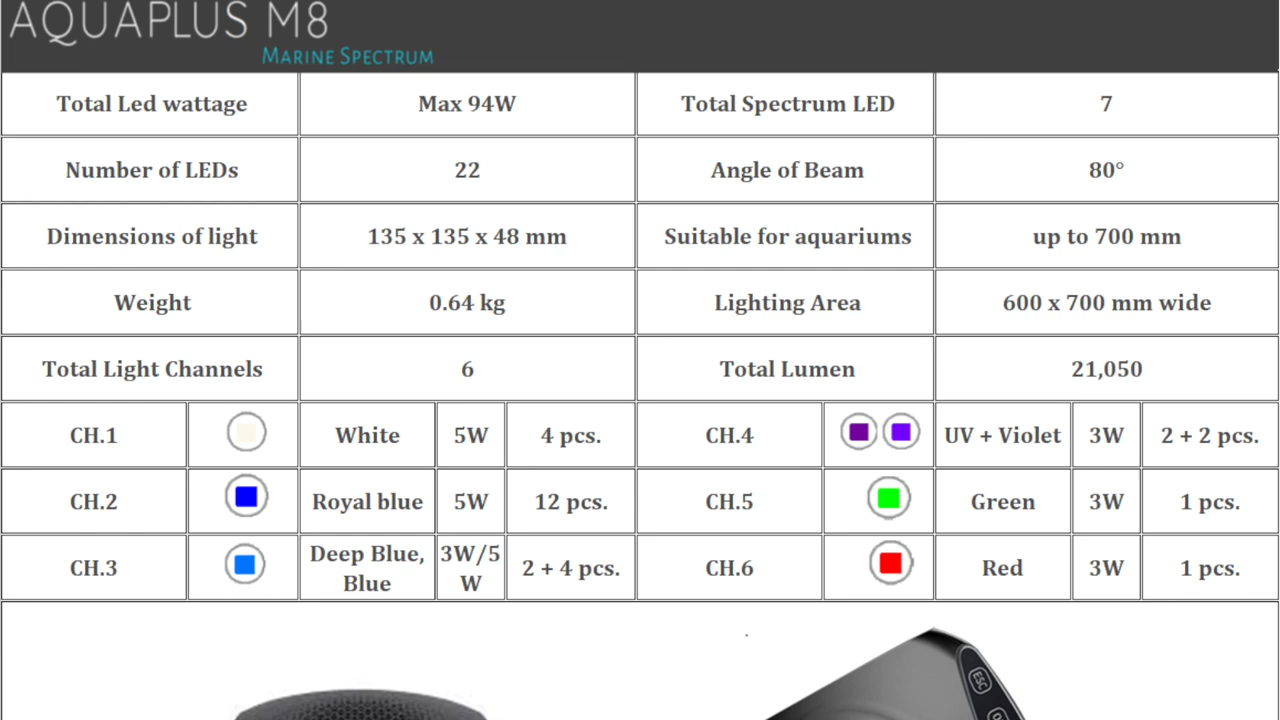 AQUAPLUS M8
MARINE SPECTRUM
Total Led wattage Max 94W Total Spectrum LED 7
Number of LEDs 22 Angle of Beam 80°
Dimensions of light 135 x 135 x 48 mm Suitable for aquariums up to 700 mm
Weight 0.64 kg Lighting Area 600 x 700 mm wide
Total Light Channels 6 Total Lumen 21,050
CH.1 White 5W 4 pcs. CH.4 UV + Violet 3W 2 + 2 pcs.
CH.2 Royal blue 5W 12 pcs. CH.5 Green 3W 1 pcs.
CH.3 Deep Blue, Blue 3W/5 W 2 + 4 pcs. CH.6 Red 3W 1 pcs.
ESC